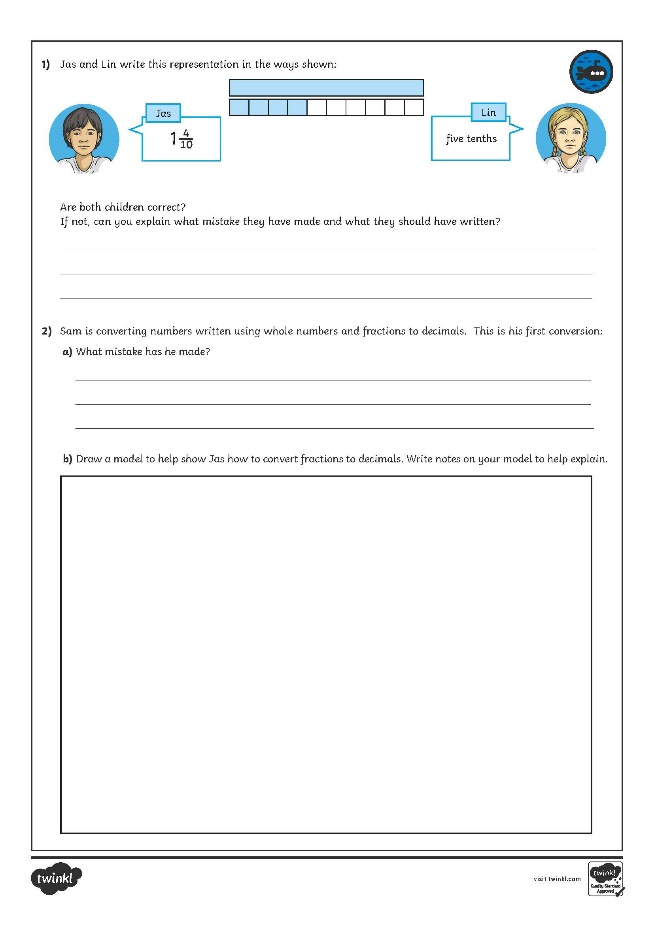 1) Jas and Lin write this representation in the ways shown:
Jas
1 4/10
Lin
five tenths
Are both children correct?
If not, can you explain what mistake they have made and what they should have written?
2) Sam is converting numbers written using whole numbers and fractions to decimals. This is his first conversion:
a) What mistake has he made?
b) Draw a model to help show Jas how to convert fractions to decimals. Write notes on your model to help explain.
twinkl
visit twinkl.com
twinkl
Quality Standard
Approved